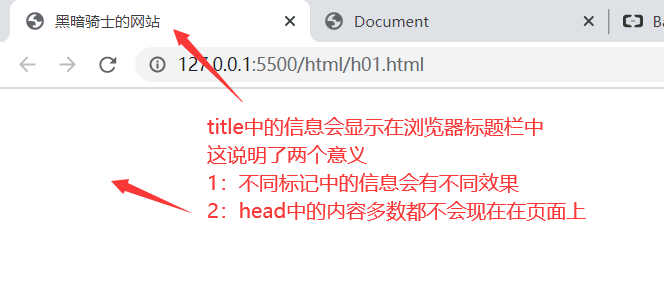 黑暗骑士的网站
Document
Ba
127.0.0.1:5500/html/h01.html
title中的信息会显示在浏览器标题栏中
这说明了两个意义
1：不同标记中的信息会有不同效果
2：head中的内容多数都不会现在在页面上